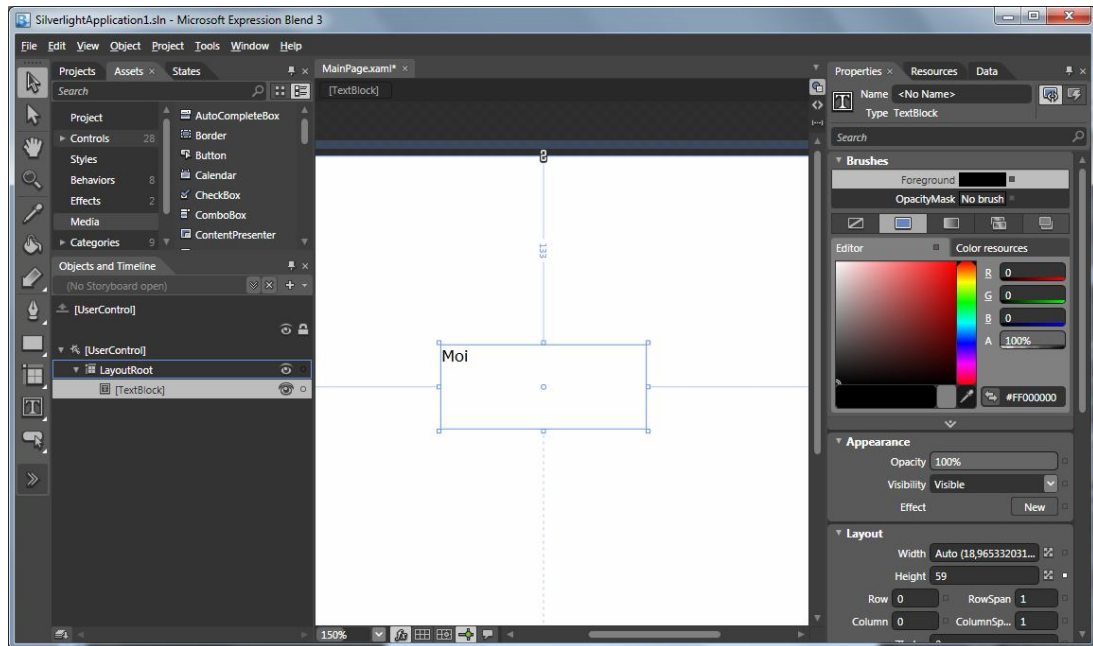 SilverlightApplication1.sln - Microsoft Expression Blend 3
File Edit View Object Project Tools Window Help
Projects Assets × States
Search
Project
Controls 28
Styles
Behaviors 8
Effects 2
Media
Categories 9
AutoCompleteBox
Border
Button
Calendar
CheckBox
ComboBox
ContentPresenter
Objects and Timeline
(No Storyboard open)
[UserControl]
[UserControl]
LayoutRoot
[TextBlock]
MainPage.xaml* ×
[TextBlock]
133
Moi
150%
Properties × Resources Data
Name <No Name>
Type TextBlock
Search
Brushes
Foreground
OpacityMask No brush
Editor Color resources
R 0
G 0
B 0
A 100%
#FF000000
Appearance
Opacity 100%
Visibility Visible
Effect New
Layout
Width Auto (18,965332031...
Height 59
Row 0 RowSpan 1
Column 0 ColumnSp... 1